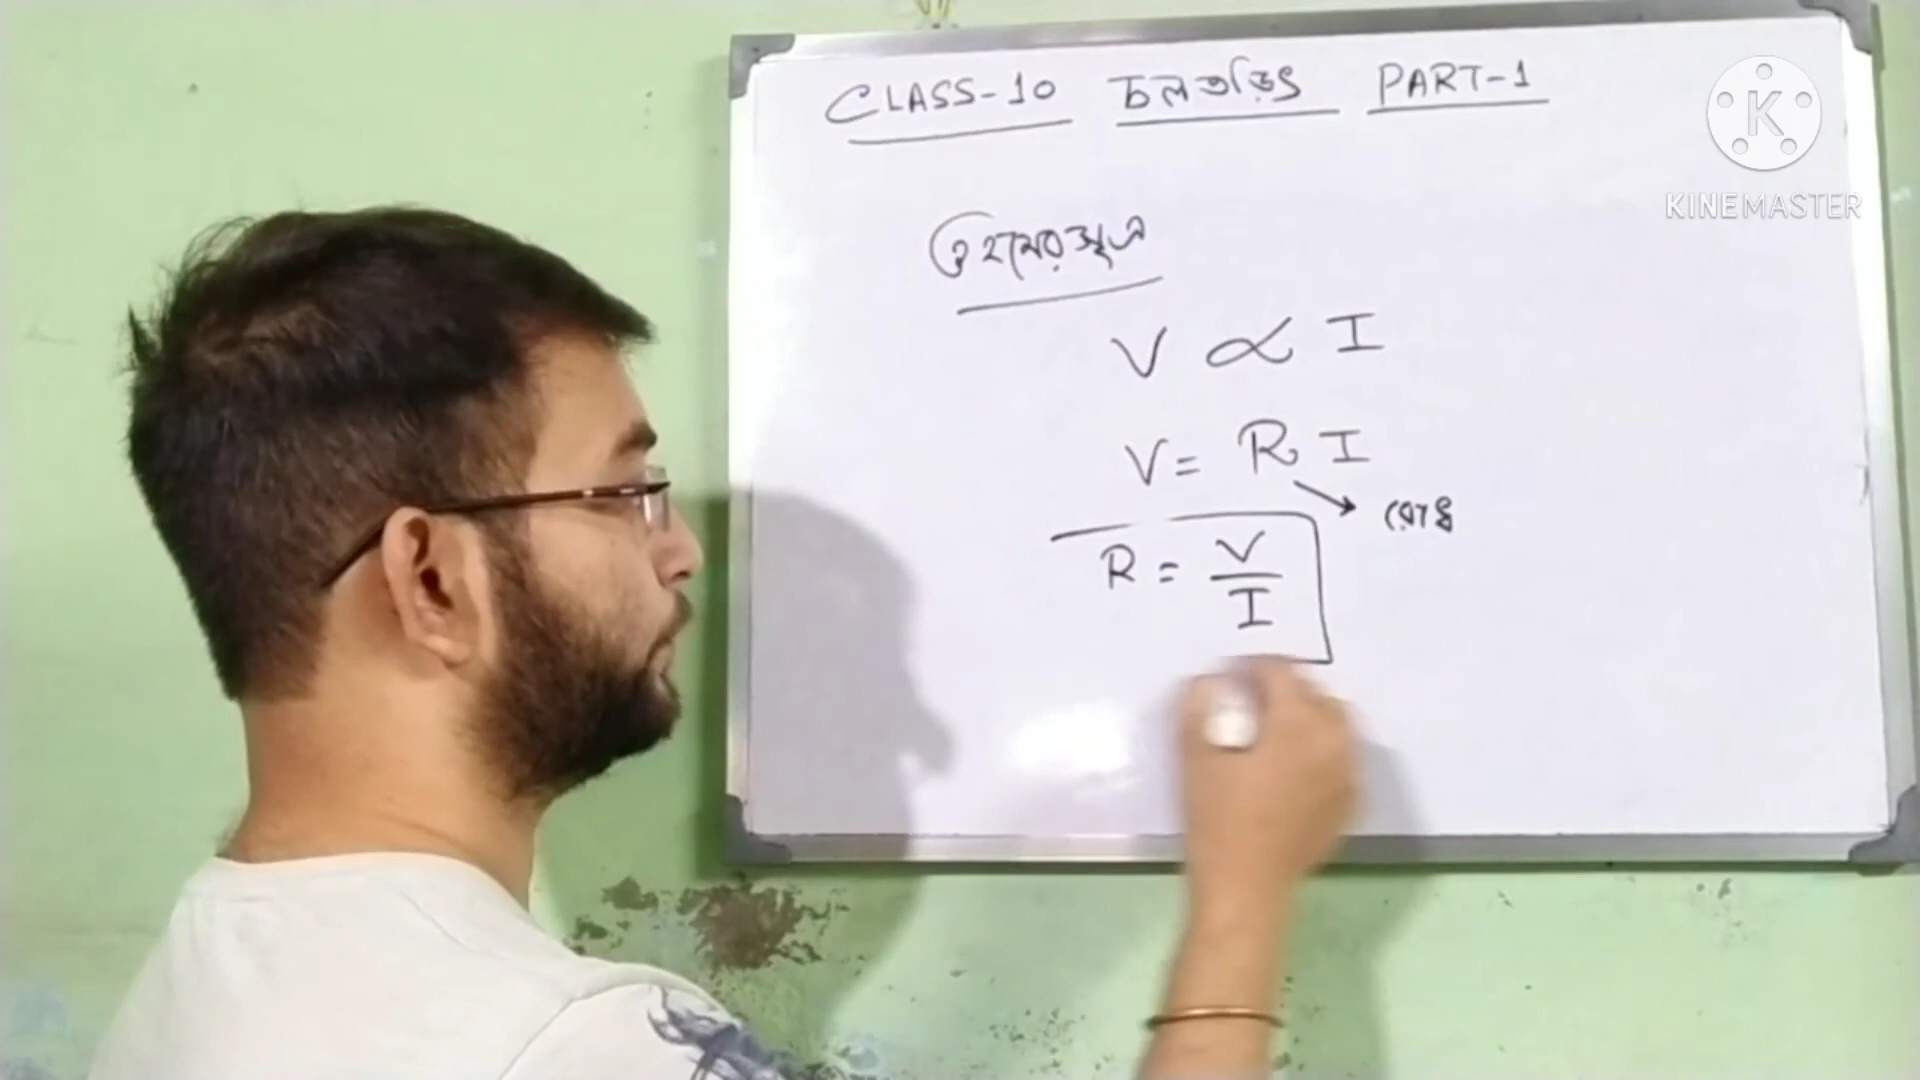 CLASS-10 চলতড়িৎ PART-1
K
KINEMASTER
ওহমের সূত্র
V ∝ I
V = R I
রোধ
R = V/I